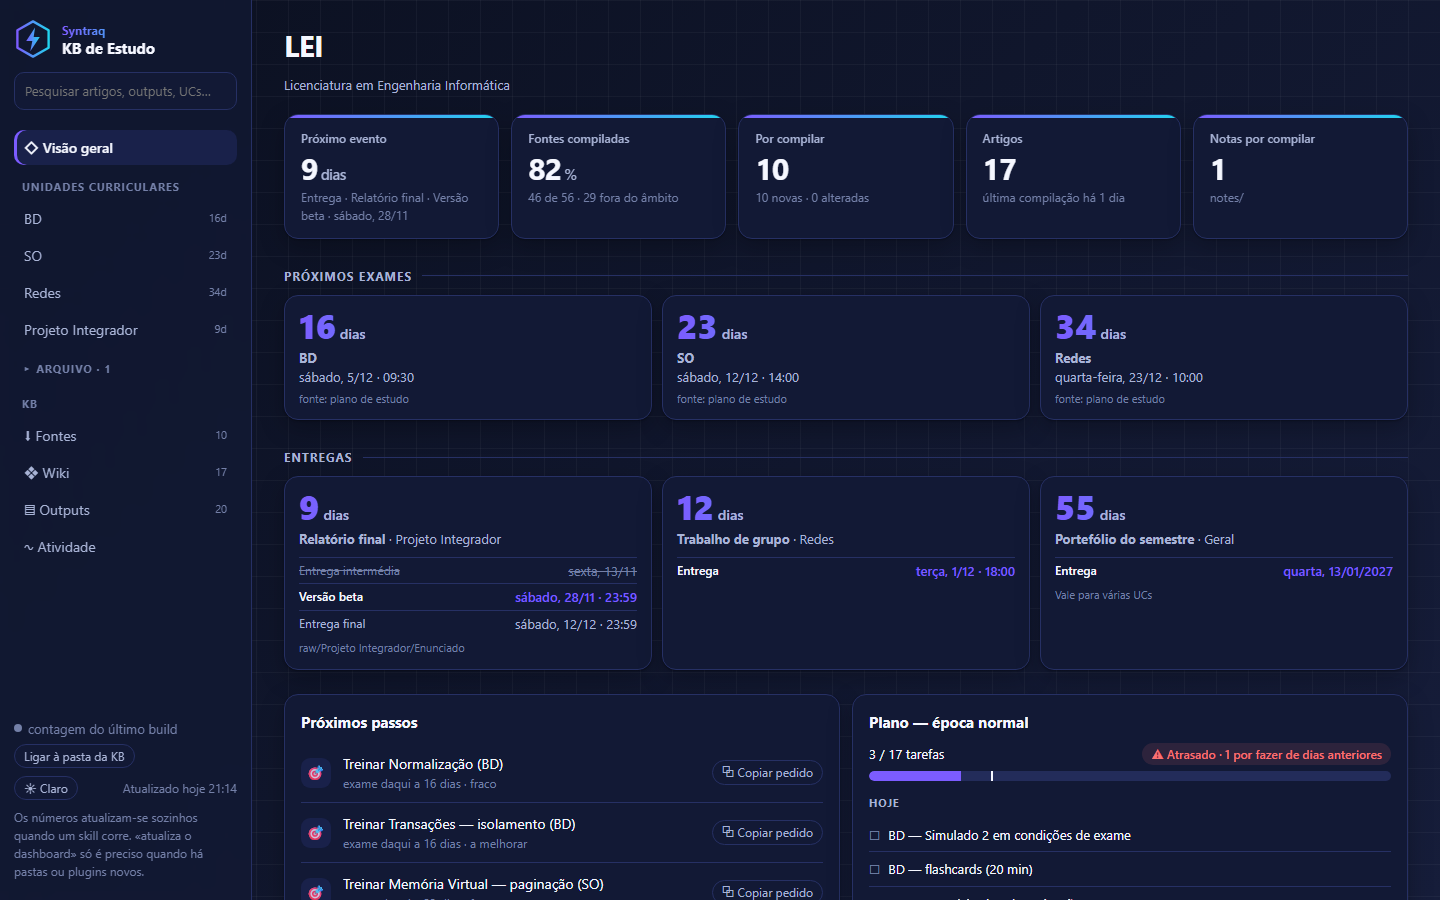 Syntraq
KB de Estudo
Pesquisar artigos, outputs, UCs...
Visão geral
UNIDADES CURRICULARES
BD 16d
SO 23d
Redes 34d
Projeto Integrador 9d
ARQUIVO · 1
KB
Fontes 10
Wiki 17
Outputs 20
Atividade
contagem do último build
Ligar à pasta da KB
Claro
Atualizado hoje 21:14
Os números atualizam-se sozinhos
quando um skill corre. «atualiza o
dashboard» só é preciso quando há
pastas ou plugins novos.
LEI
Licenciatura em Engenharia Informática
Próximo evento
9 dias
Entrega · Relatório final · Versão
beta · sábado, 28/11
Fontes compiladas
82 %
46 de 56 · 29 fora do âmbito
Por compilar
10
10 novas · 0 alteradas
Artigos
17
última compilação há 1 dia
Notas por compilar
1
notes/
PRÓXIMOS EXAMES
16 dias
BD
sábado, 5/12 · 09:30
fonte: plano de estudo
23 dias
SO
sábado, 12/12 · 14:00
fonte: plano de estudo
34 dias
Redes
quarta-feira, 23/12 · 10:00
fonte: plano de estudo
ENTREGAS
9 dias
Relatório final · Projeto Integrador
Entrega intermédia sexta, 13/11
Versão beta sábado, 28/11 · 23:59
Entrega final sábado, 12/12 · 23:59
raw/Projeto Integrador/Enunciado
12 dias
Trabalho de grupo · Redes
Entrega terça, 1/12 · 18:00
55 dias
Portefólio do semestre · Geral
Entrega quarta, 13/01/2027
Vale para várias UCs
Próximos passos
Treinar Normalização (BD)
exame daqui a 16 dias · fraco
Copiar pedido
Treinar Transações — isolamento (BD)
exame daqui a 16 dias · a melhorar
Copiar pedido
Treinar Memória Virtual — paginação (SO)
Copiar pedido
Plano — época normal
3 / 17 tarefas
Atrasado · 1 por fazer de dias anteriores
HOJE
BD — Simulado 2 em condições de exame
BD — flashcards (20 min)